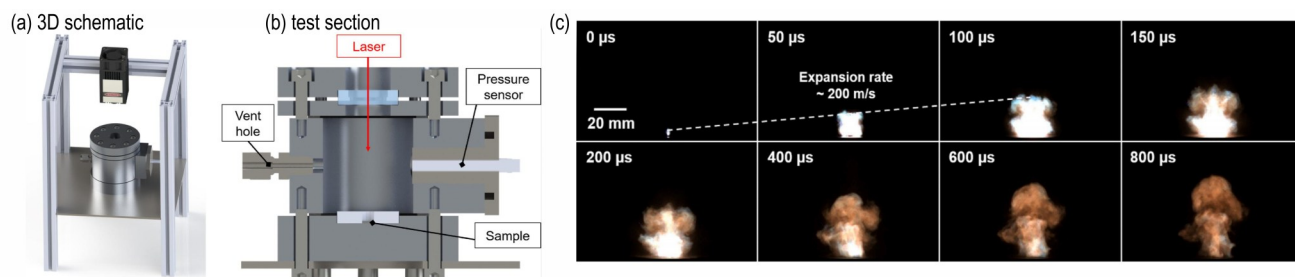 (a) 3D schematic
(b) test section
Laser
Pressure
sensor
Vent
hole
Sample
(c)
0 µs
50 µs
100 µs
150 µs
Expansion rate
~ 200 m/s
20 mm
200 µs
400 µs
600 µs
800 µs